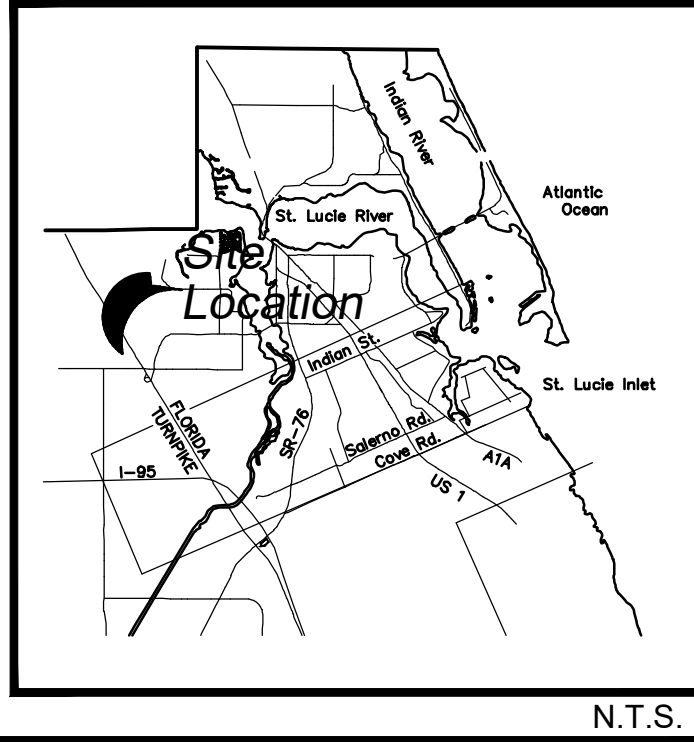 Indian River
Atlantic
Ocean
St. Lucie River
Site
Location
Indian St.
St. Lucie Inlet
FLORIDA
TURNPIKE
SR-76
Salerno Rd.
Cove Rd.
A1A
I-95
US 1
N.T.S.